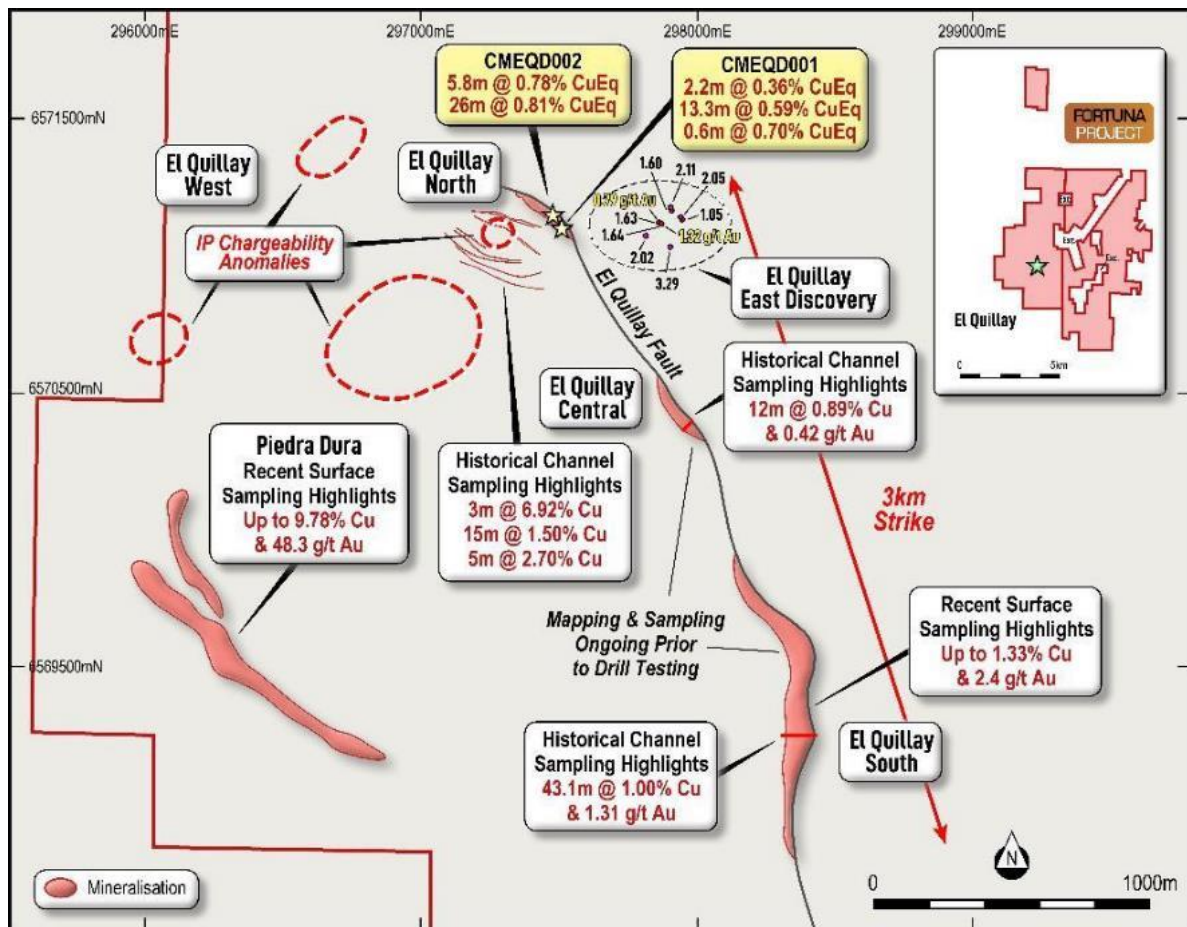 296000mE
297000mE
298000mE
299000mE
6571500mN
6570500mN
6569500mN
CMEQD002
5.8m @ 0.78% CuEq
26m @ 0.81% CuEq
CMEQD001
2.2m @ 0.36% CuEq
13.3m @ 0.59% CuEq
0.6m @ 0.70% CuEq
FORTUNA
PROJECT
Esc.
El Quillay
0 5km
El Quillay
West
El Quillay
North
IP Chargeability
Anomalies
1.60
2.11
2.05
0.79 g/t Au
1.63
1.05
1.64
1.32 g/t Au
2.02
3.29
El Quillay
East Discovery
El Quillay Fault
El Quillay
Central
Historical Channel
Sampling Highlights
12m @ 0.89% Cu
& 0.42 g/t Au
Piedra Dura
Recent Surface
Sampling Highlights
Up to 9.78% Cu
& 48.3 g/t Au
Historical Channel
Sampling Highlights
3m @ 6.92% Cu
15m @ 1.50% Cu
5m @ 2.70% Cu
3km
Strike
Mapping & Sampling
Ongoing Prior
to Drill Testing
Recent Surface
Sampling Highlights
Up to 1.33% Cu
& 2.4 g/t Au
Historical Channel
Sampling Highlights
43.1m @ 1.00% Cu
& 1.31 g/t Au
El Quillay
South
N
0 1000m
Mineralisation